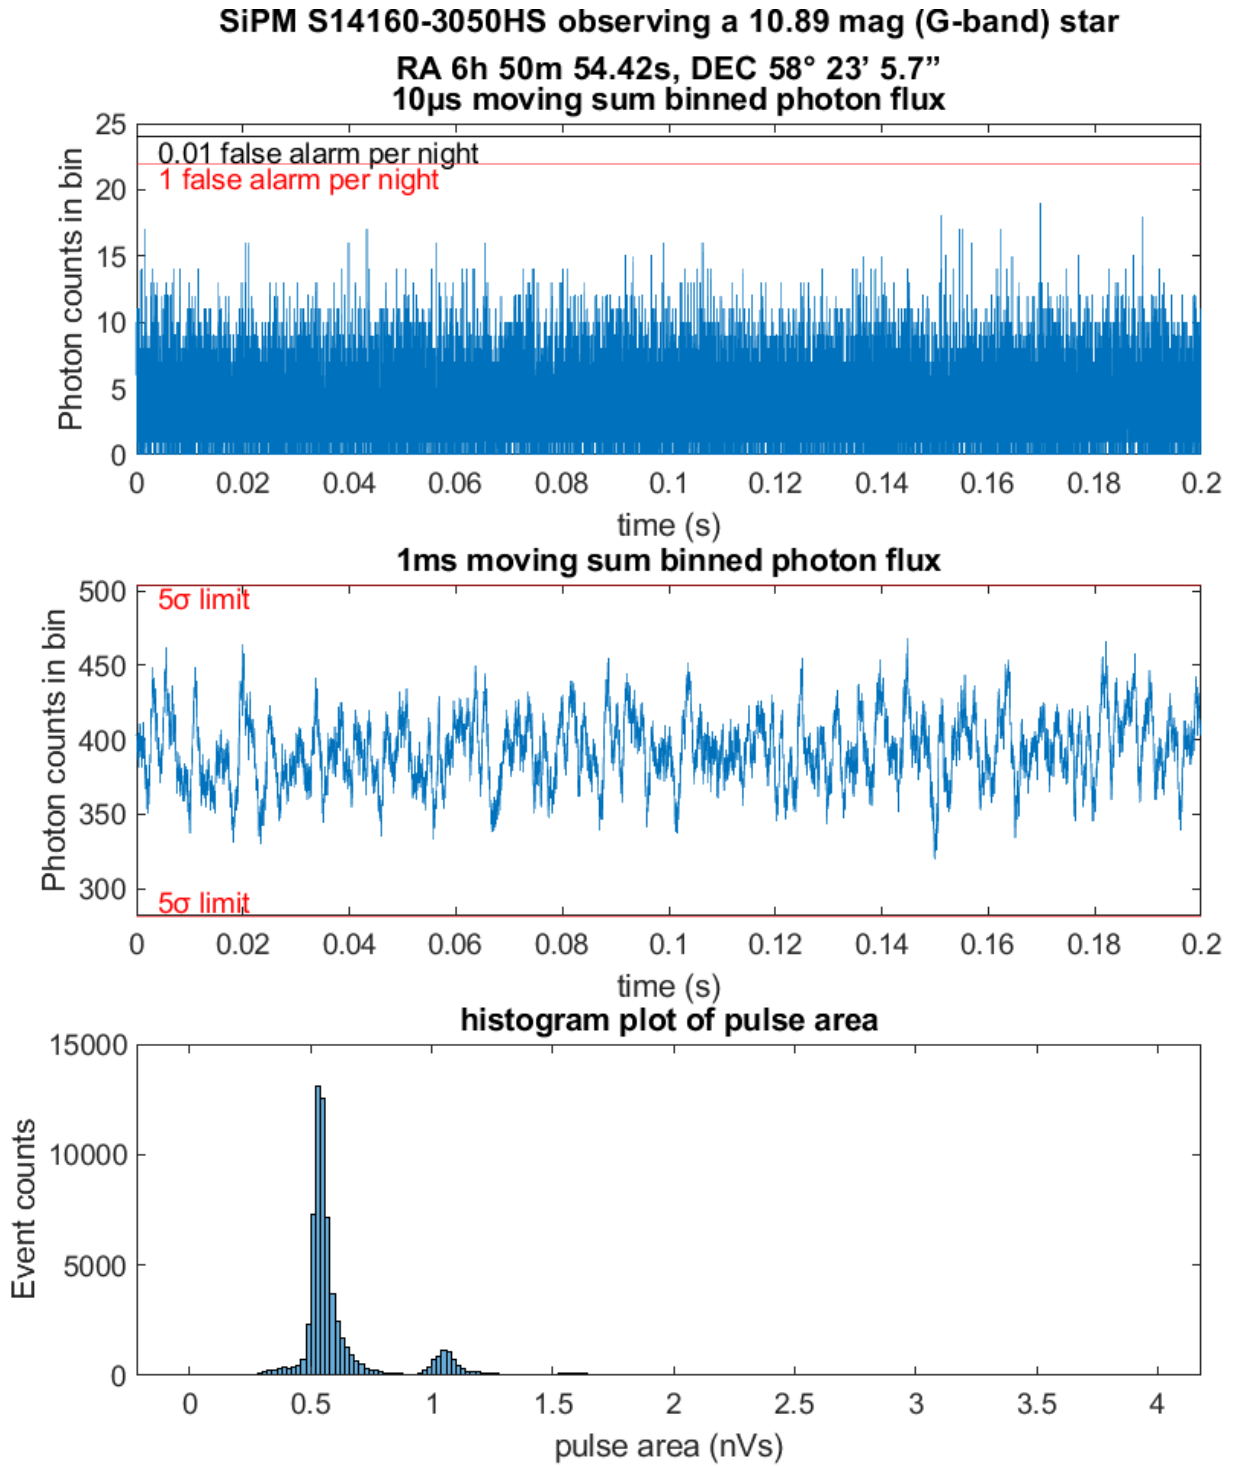 SiPM S14160-3050HS observing a 10.89 mag (G-band) star
RA 6h 50m 54.42s, DEC 58° 23’ 5.7”
10μs moving sum binned photon flux
25
20
15
10
5
0
Photon counts in bin
0.01 false alarm per night
1 false alarm per night
0 0.02 0.04 0.06 0.08 0.1 0.12 0.14 0.16 0.18 0.2
time (s)
1ms moving sum binned photon flux
500
450
400
350
300
Photon counts in bin
5σ limit
5σ limit
0 0.02 0.04 0.06 0.08 0.1 0.12 0.14 0.16 0.18 0.2
time (s)
histogram plot of pulse area
15000
10000
5000
0
Event counts
0 0.5 1 1.5 2 2.5 3 3.5 4
pulse area (nVs)